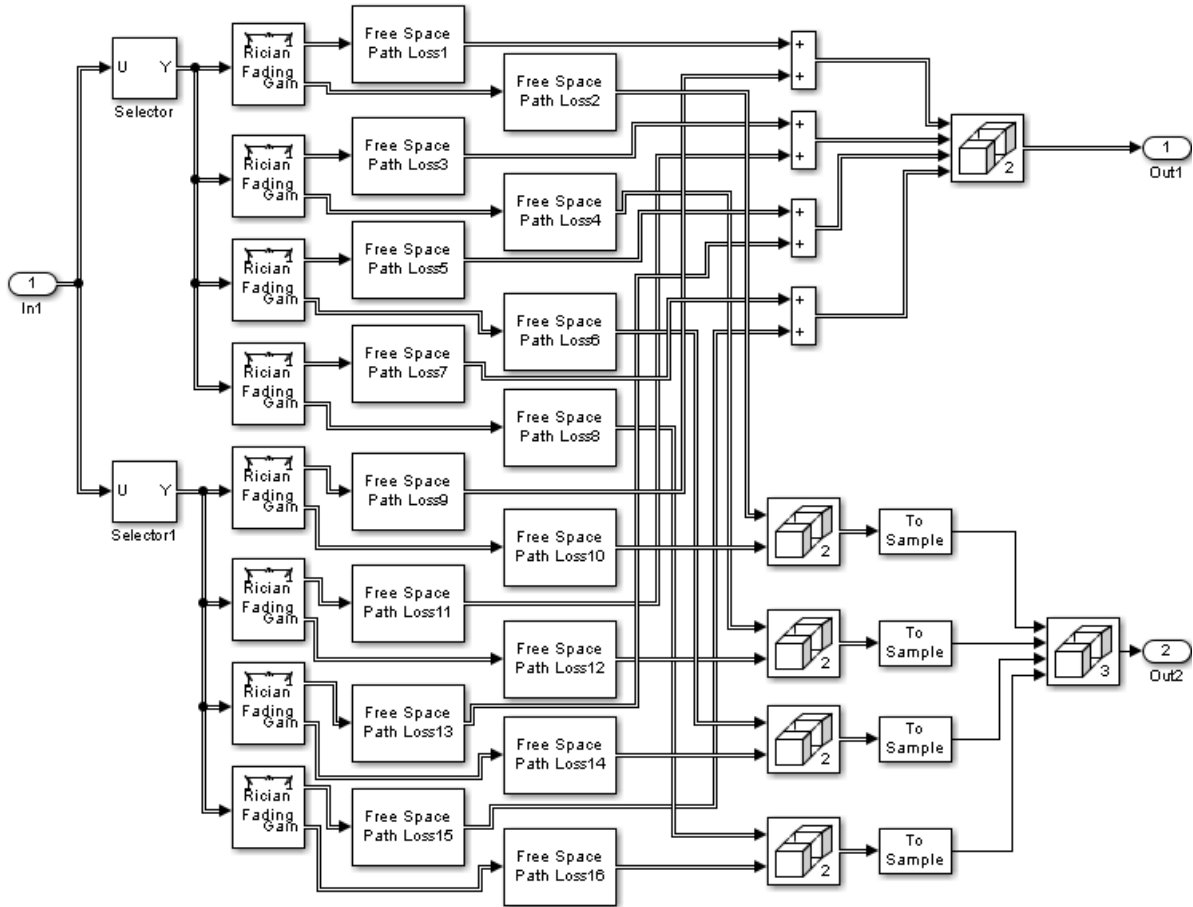 1
In1
U Y
Selector
U Y
Selector1
Rician
Fading
Gain
Rician
Fading
Gain
Rician
Fading
Gain
Rician
Fading
Gain
Rician
Fading
Gain
Rician
Fading
Gain
Rician
Fading
Gain
Rician
Fading
Gain
Free Space
Path Loss1
Free Space
Path Loss2
Free Space
Path Loss3
Free Space
Path Loss4
Free Space
Path Loss5
Free Space
Path Loss6
Free Space
Path Loss7
Free Space
Path Loss8
Free Space
Path Loss9
Free Space
Path Loss10
Free Space
Path Loss11
Free Space
Path Loss12
Free Space
Path Loss13
Free Space
Path Loss14
Free Space
Path Loss15
Free Space
Path Loss16
+
+
+
+
+
+
+
+
2
1
Out1
2
To
Sample
2
To
Sample
2
To
Sample
2
To
Sample
3
2
Out2